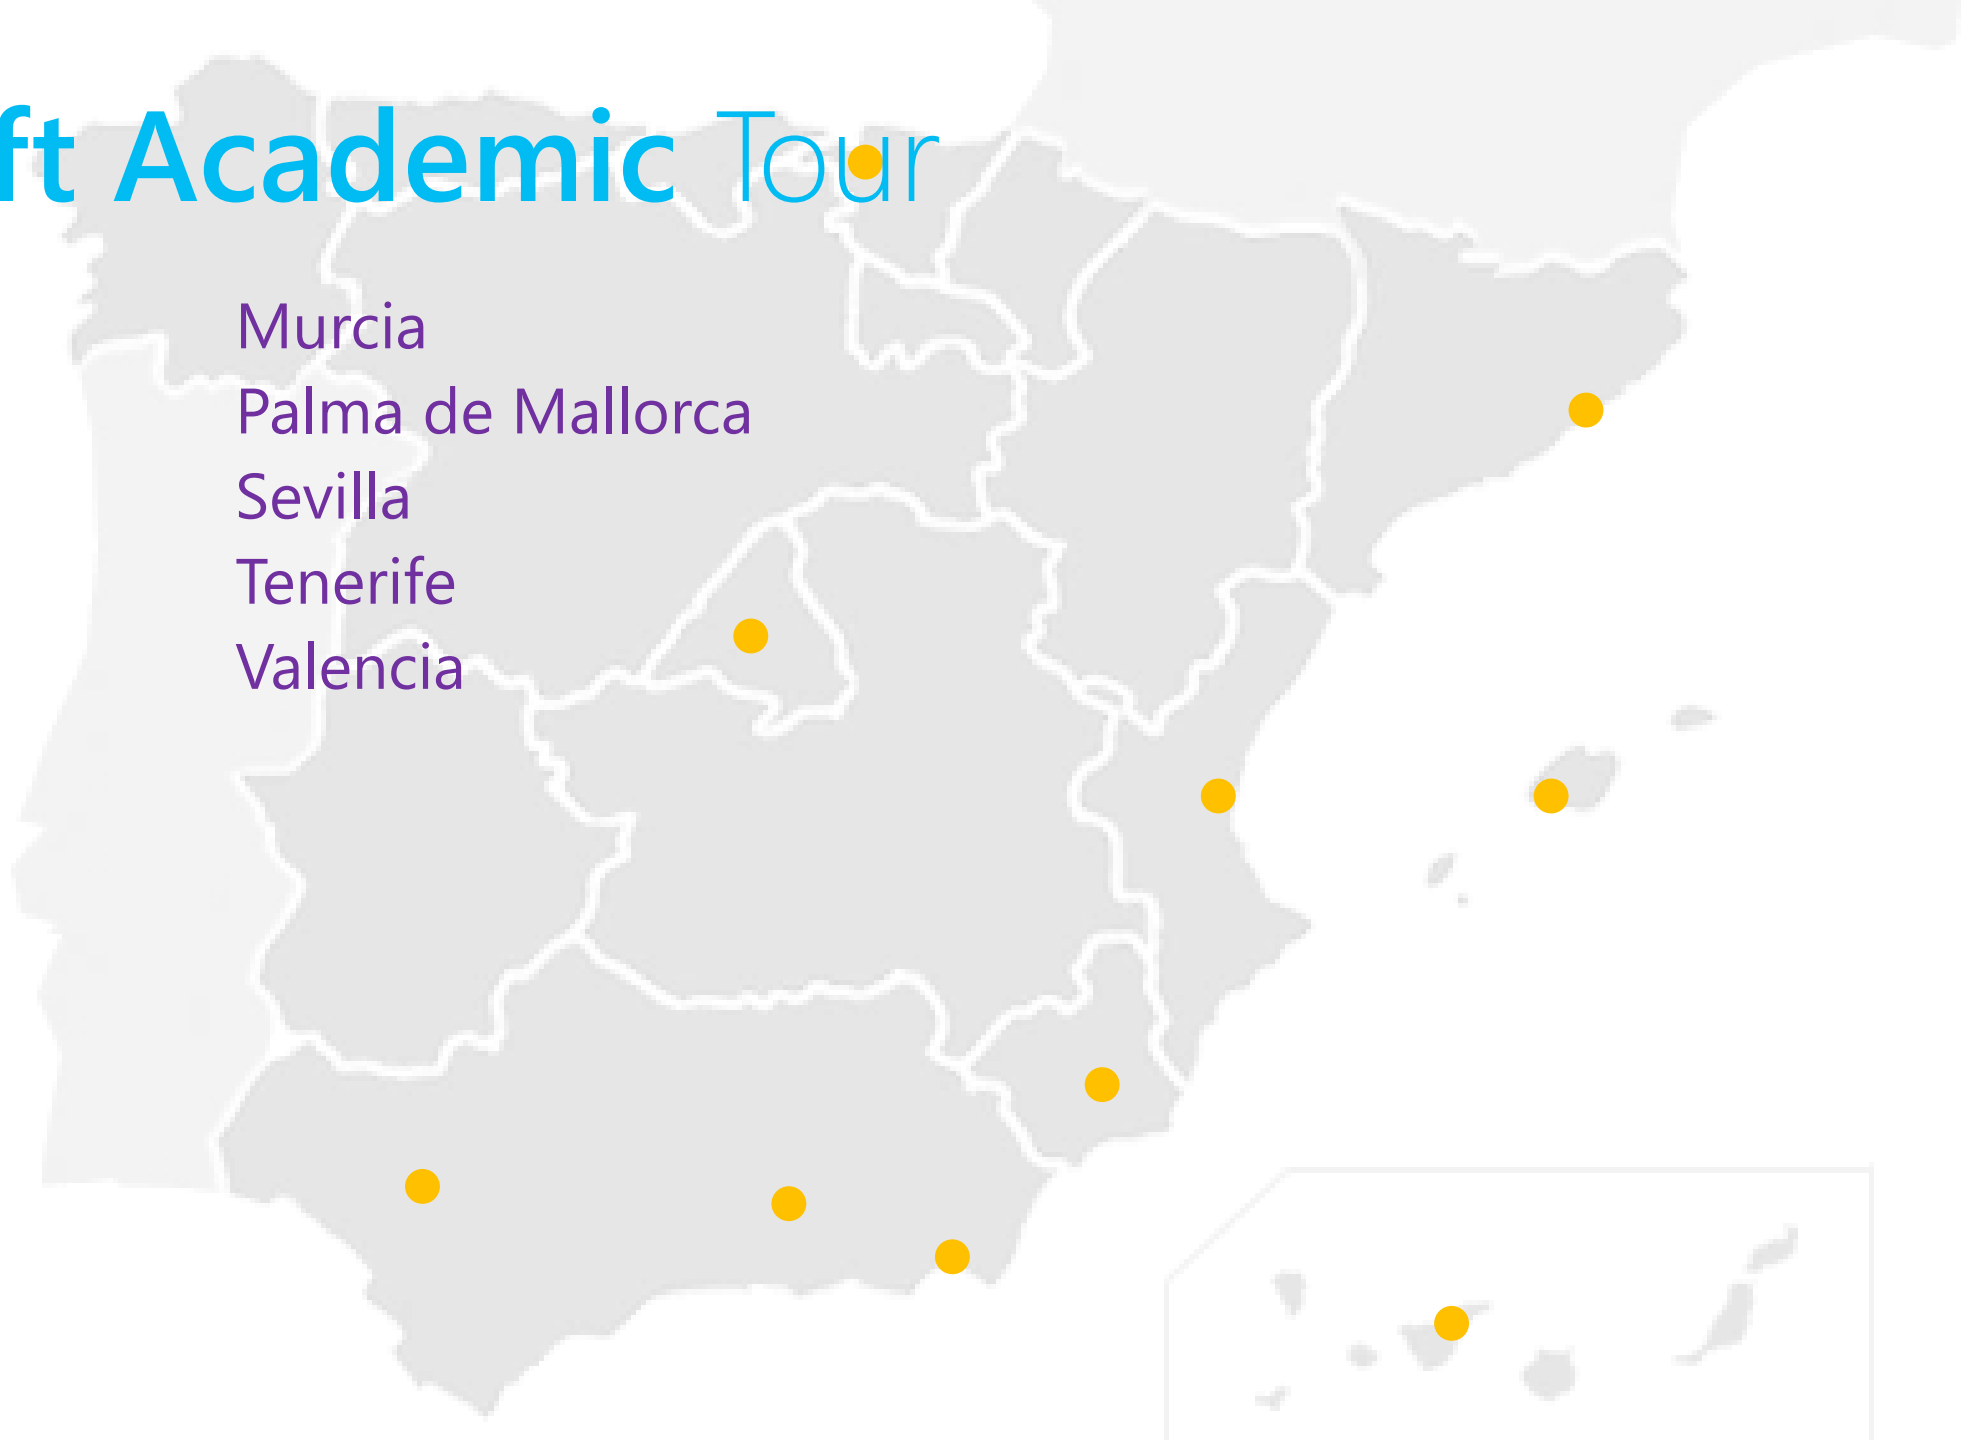 ft Academic Tour
Murcia
Palma de Mallorca
Sevilla
Tenerife
Valencia